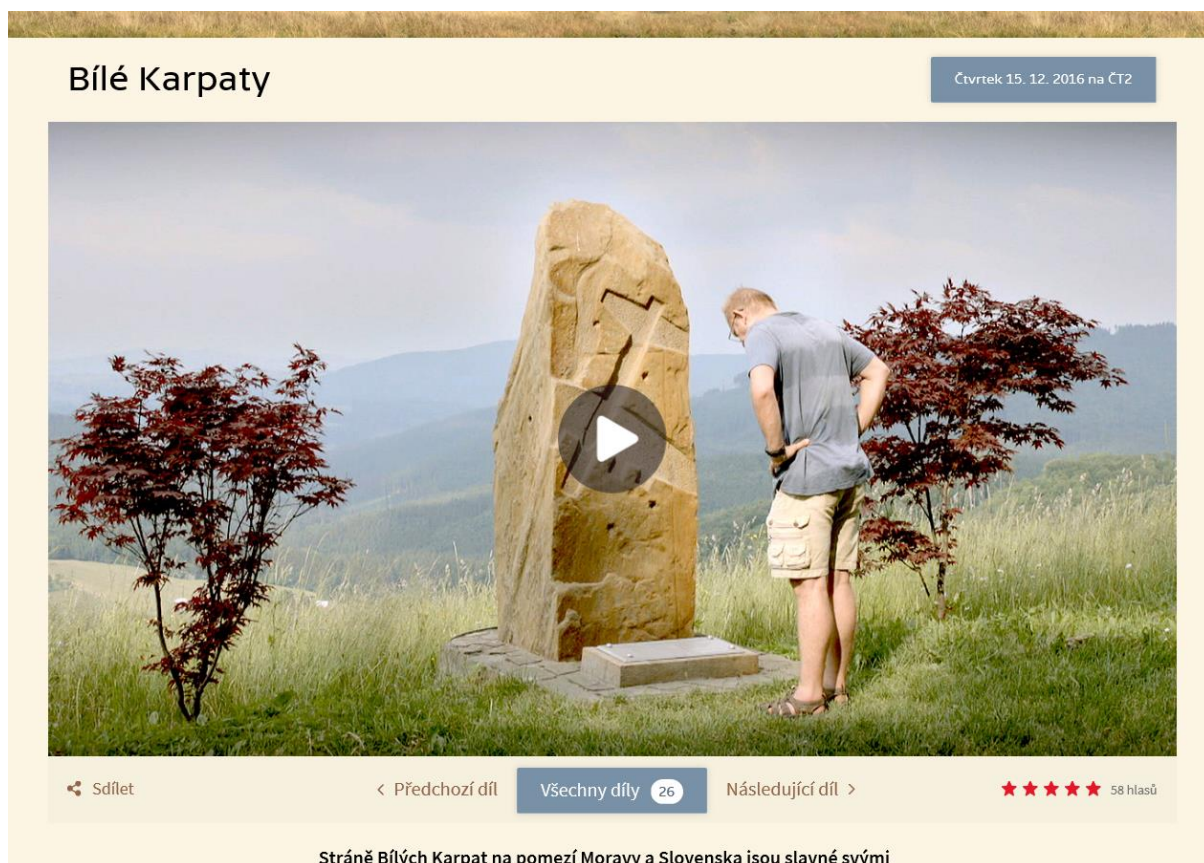 Bílé Karpaty
Čtvrtek 15. 12. 2016 na ČT2
Sdílet
Předchozí díl
Všechny díly 26
Následující díl
58 hlasů
Stráně Bílých Karpat na pomezí Moravy a Slovenska jsou slavné svými